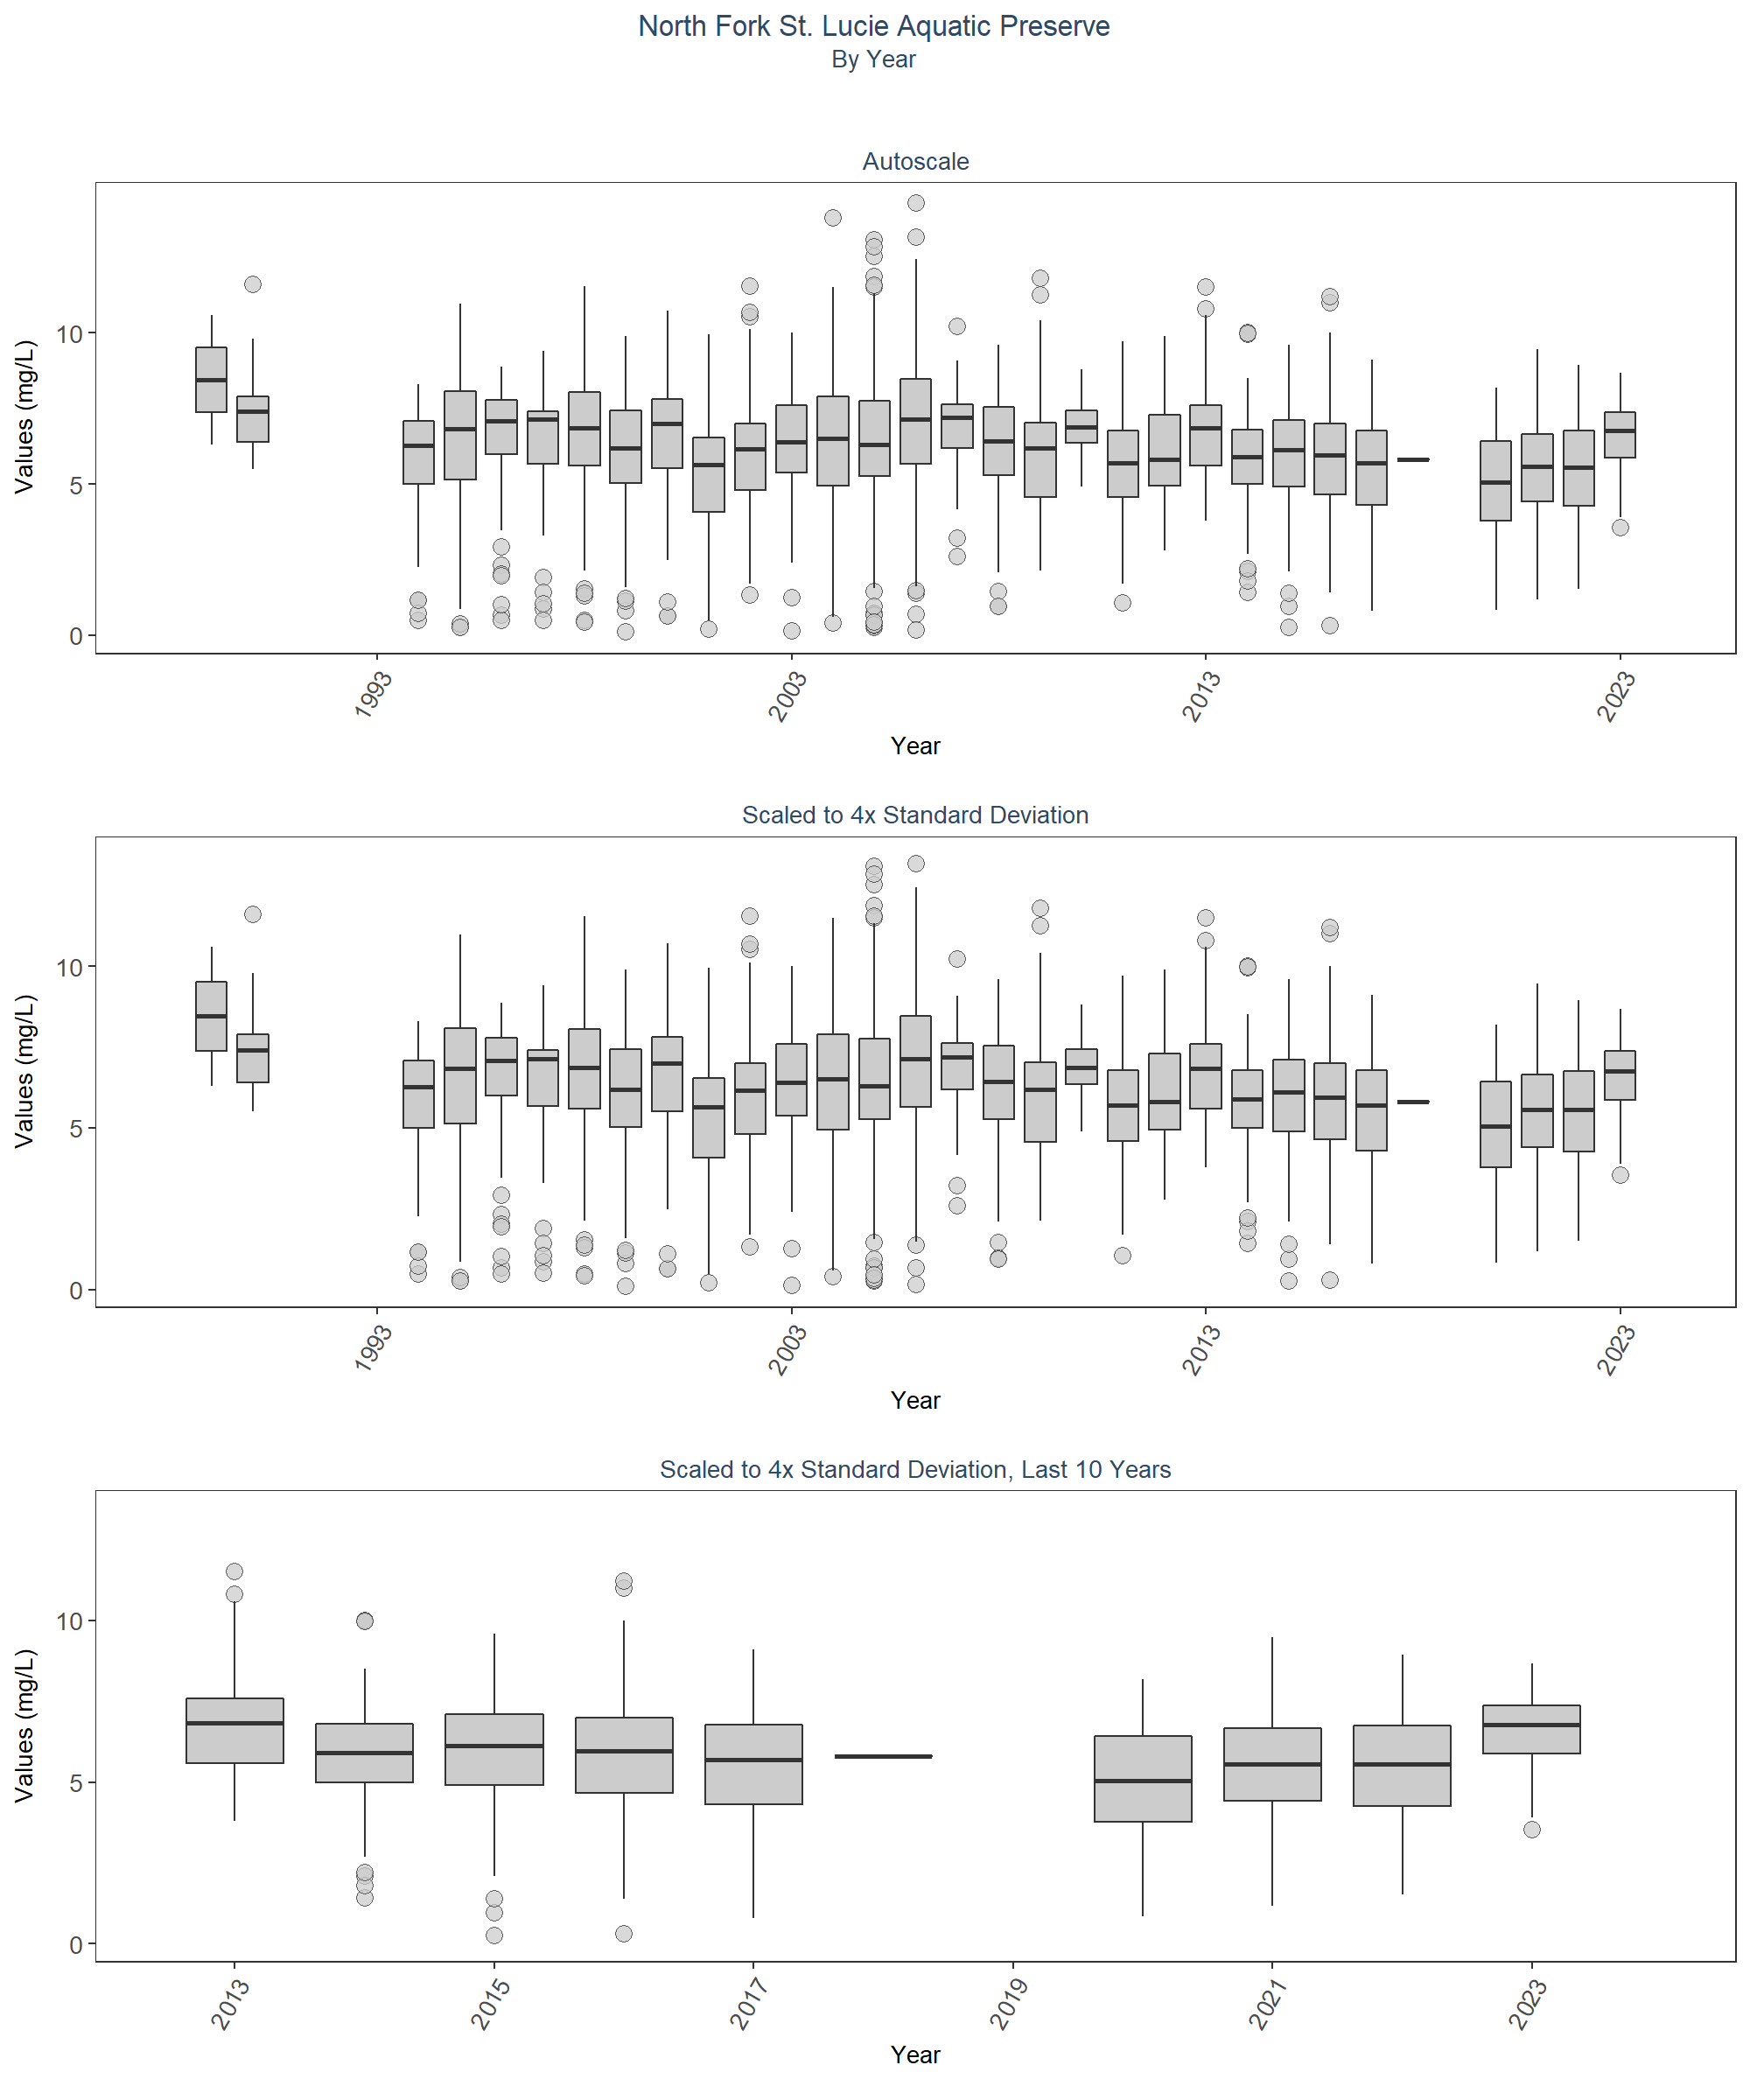 North Fork St. Lucie Aquatic Preserve
By Year
Autoscale
Values (mg/L)
10
5
0
1993
2003
2013
2023
Year
Scaled to 4x Standard Deviation
Values (mg/L)
10
5
0
1993
2003
2013
2023
Year
Scaled to 4x Standard Deviation, Last 10 Years
Values (mg/L)
10
5
0
2013
2015
2017
2019
2021
2023
Year